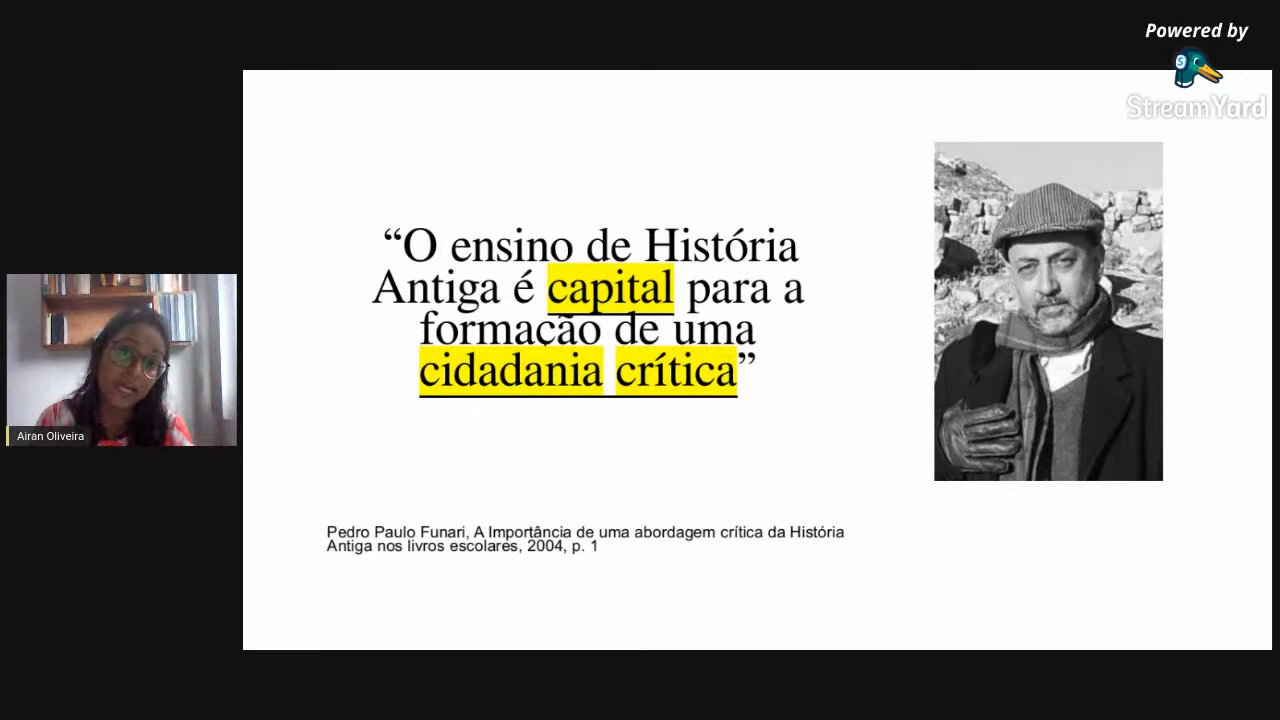 Powered by
StreamYard
“O ensino de História
Antiga é capital para a
formação de uma
cidadania crítica”
Airan Oliveira
Pedro Paulo Funari, A Importância de uma abordagem crítica da História
Antiga nos livros escolares, 2004, p. 1